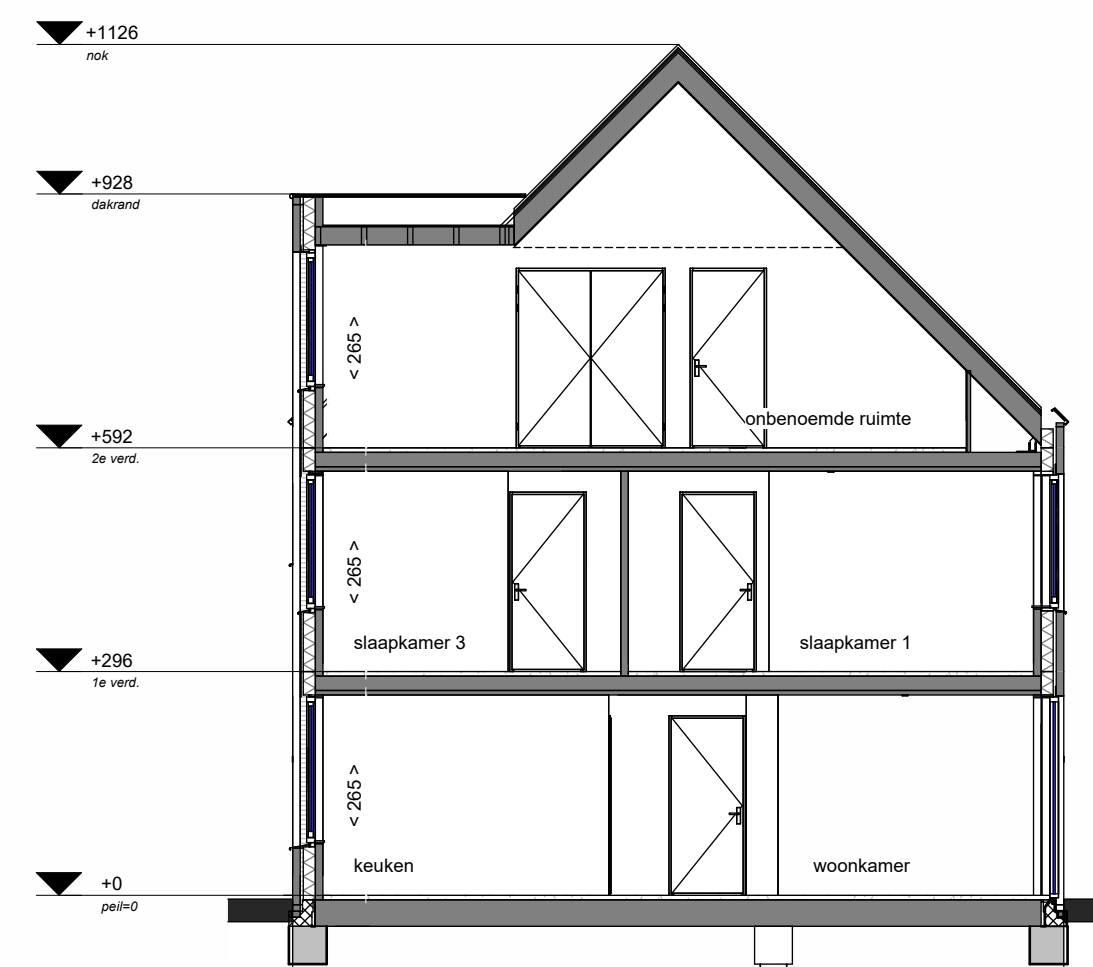 +1126
nok
+928
dakrand
< 265 >
onbenoemde ruimte
+592
2e verd.
< 265 >
slaapkamer 3
slaapkamer 1
+296
1e verd.
< 265 >
keuken
woonkamer
+0
peil=0